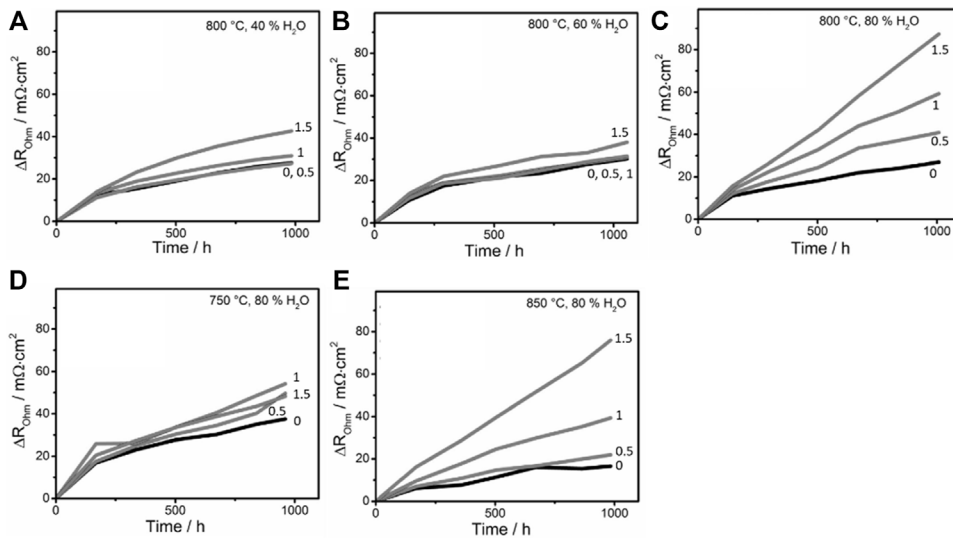 A
800 °C, 40 % H₂O
ΔR_Ohm / mΩ·cm²
80
60
40
20
0
1.5
1
0, 0.5
0 500 1000
Time / h
B
800 °C, 60 % H₂O
ΔR_Ohm / mΩ·cm²
80
60
40
20
0
1.5
0, 0.5, 1
0 500 1000
Time / h
C
800 °C, 80 % H₂O
ΔR_Ohm / mΩ·cm²
80
60
40
20
0
1.5
1
0.5
0
0 500 1000
Time / h
D
750 °C, 80 % H₂O
ΔR_Ohm / mΩ·cm²
80
60
40
20
0
1
1.5
0.5
0
0 500 1000
Time / h
E
850 °C, 80 % H₂O
ΔR_Ohm / mΩ·cm²
80
60
40
20
0
1.5
1
0.5
0
0 500 1000
Time / h